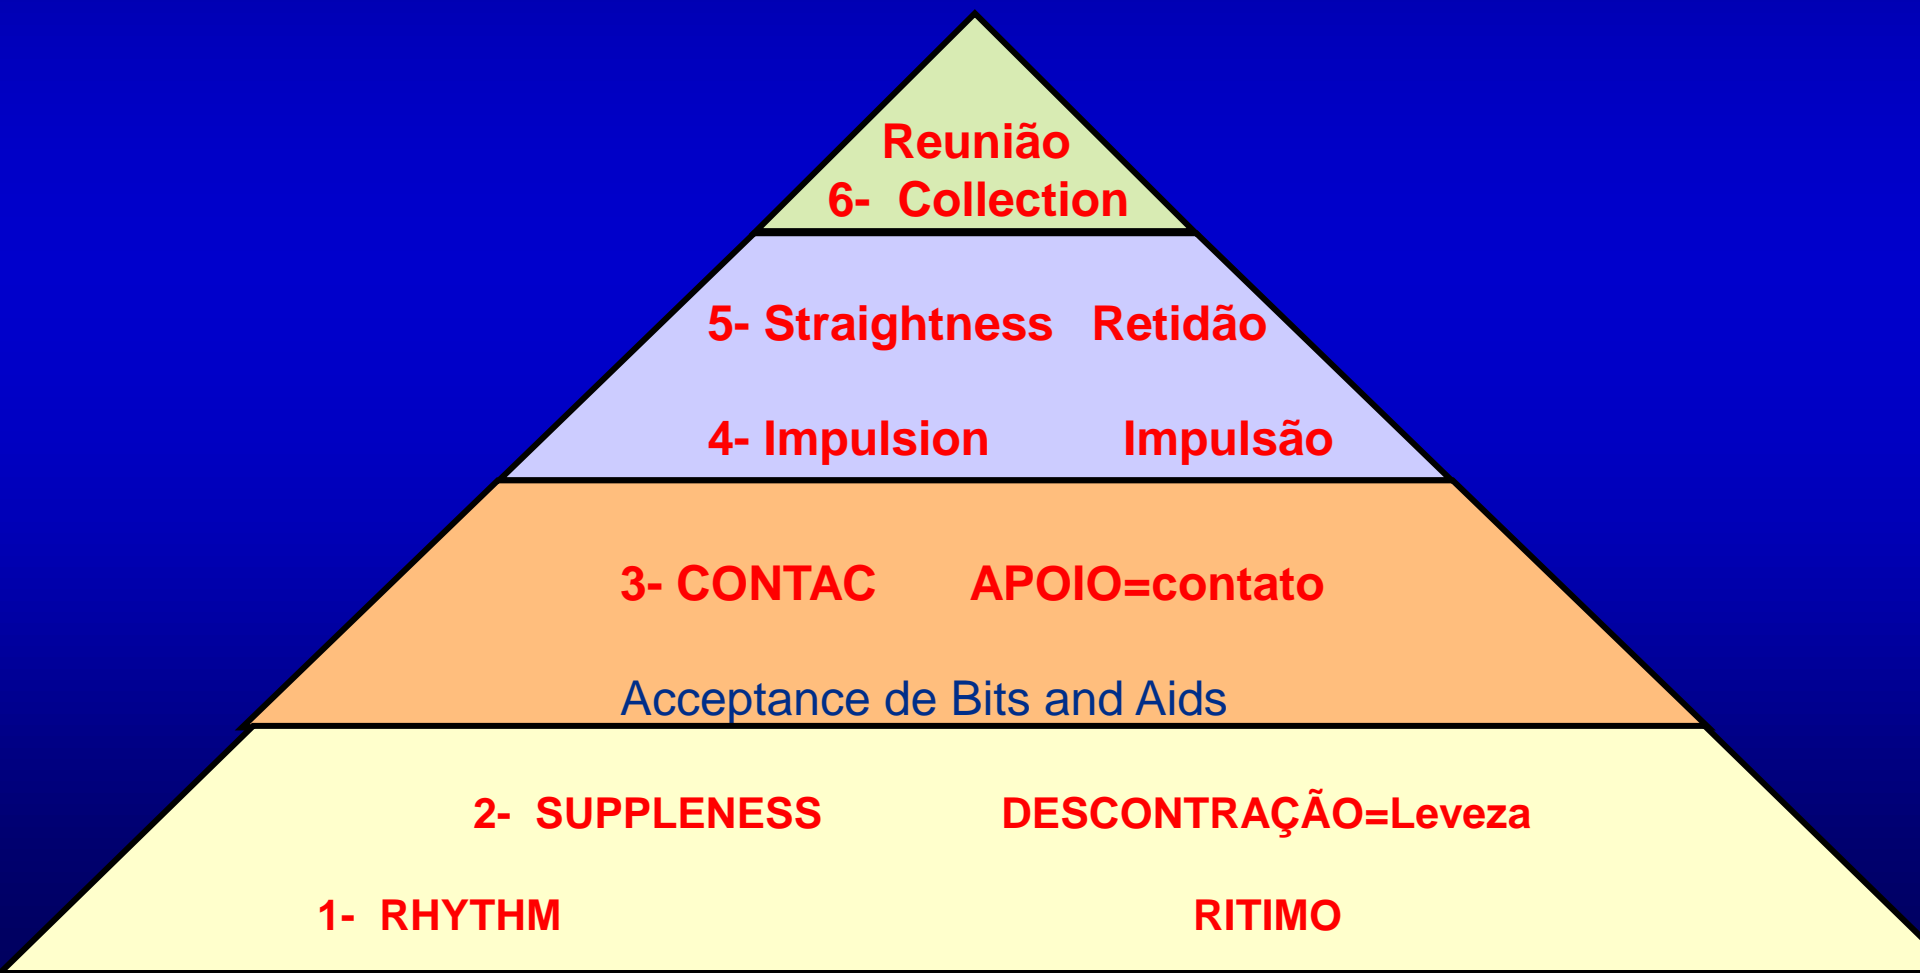 Reunião
6- Collection
5- Straightness Retidão
4- Impulsion Impulsão
3- CONTAC APOIO=contato
Acceptance de Bits and Aids
2- SUPPLENESS DESCONTRAÇÃO=Leveza
1- RHYTHM RITIMO